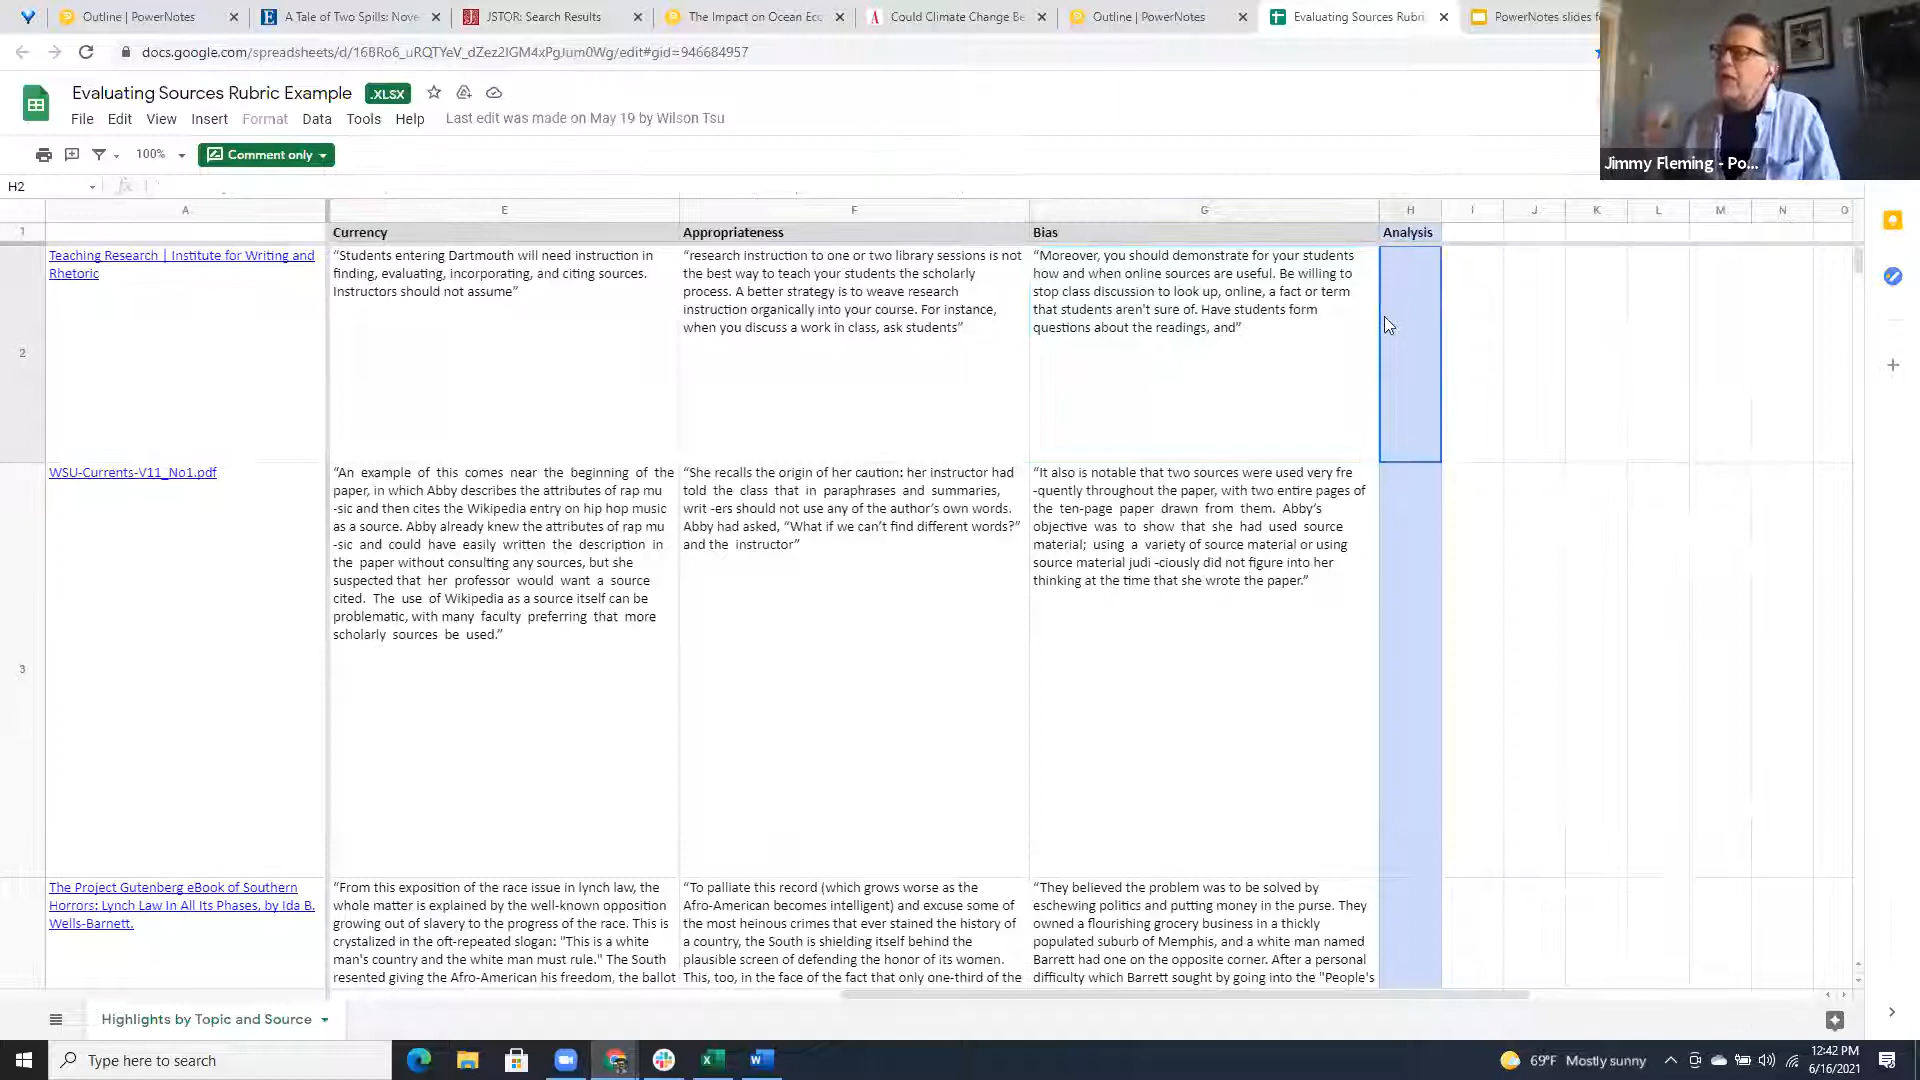 Outline | PowerNotes
A Tale of Two Spills: Nove
JSTOR: Search Results
The Impact on Ocean Eco
Could Climate Change Be
Outline | PowerNotes
Evaluating Sources Rubri
PowerNotes slides fo
docs.google.com/spreadsheets/d/16BRo6_uRQTYeV_dZez2IGM4xPgJum0Wg/edit#gid=946684957
Evaluating Sources Rubric Example
.XLSX
File Edit View Insert Format Data Tools Help
Last edit was made on May 19 by Wilson Tsu
100%
Comment only
Jimmy Fleming - Po...
H2
fx
A E F G H I J K L M N O
1
Currency
Appropriateness
Bias
Analysis
2
Teaching Research | Institute for Writing and
Rhetoric
“Students entering Dartmouth will need instruction in
finding, evaluating, incorporating, and citing sources.
Instructors should not assume”
“research instruction to one or two library sessions is not
the best way to teach your students the scholarly
process. A better strategy is to weave research
instruction organically into your course. For instance,
when you discuss a work in class, ask students”
“Moreover, you should demonstrate for your students
how and when online sources are useful. Be willing to
stop class discussion to look up, online, a fact or term
that students aren't sure of. Have students form
questions about the readings, and”
3
WSU-Currents-V11_No1.pdf
“An example of this comes near the beginning of the
paper, in which Abby describes the attributes of rap mu
-sic and then cites the Wikipedia entry on hip hop music
as a source. Abby already knew the attributes of rap mu
-sic and could have easily written the description in
the paper without consulting any sources, but she
suspected that her professor would want a source
cited. The use of Wikipedia as a source itself can be
problematic, with many faculty preferring that more
scholarly sources be used.”
“She recalls the origin of her caution: her instructor had
told the class that in paraphrases and summaries,
writ -ers should not use any of the author’s own words.
Abby had asked, “What if we can’t find different words?”
and the instructor”
“It also is notable that two sources were used very fre
-quently throughout the paper, with two entire pages of
the ten-page paper drawn from them. Abby’s
objective was to show that she had used source
material; using a variety of source material or using
source material judi -ciously did not figure into her
thinking at the time that she wrote the paper.”
The Project Gutenberg eBook of Southern
Horrors: Lynch Law In All Its Phases, by Ida B.
Wells-Barnett.
“From this exposition of the race issue in lynch law, the
whole matter is explained by the well-known opposition
growing out of slavery to the progress of the race. This is
crystalized in the oft-repeated slogan: "This is a white
man's country and the white man must rule." The South
resented giving the Afro-American his freedom, the ballot
“To palliate this record (which grows worse as the
Afro-American becomes intelligent) and excuse some of
the most heinous crimes that ever stained the history of
a country, the South is shielding itself behind the
plausible screen of defending the honor of its women.
This, too, in the face of the fact that only one-third of the
“They believed the problem was to be solved by
eschewing politics and putting money in the purse. They
owned a flourishing grocery business in a thickly
populated suburb of Memphis, and a white man named
Barrett had one on the opposite corner. After a personal
difficulty which Barrett sought by going into the "People's
Highlights by Topic and Source
Type here to search
69°F Mostly sunny
12:42 PM
6/16/2021